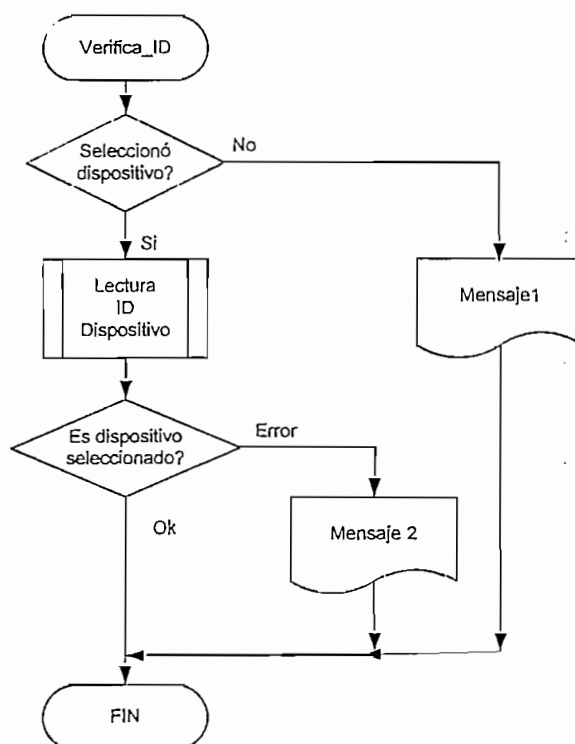 Verifica_ID
Seleccionó
dispositivo?
No
Si
Lectura
ID
Dispositivo
Mensaje1
Es dispositivo
seleccionado?
Error
Ok
Mensaje 2
FIN